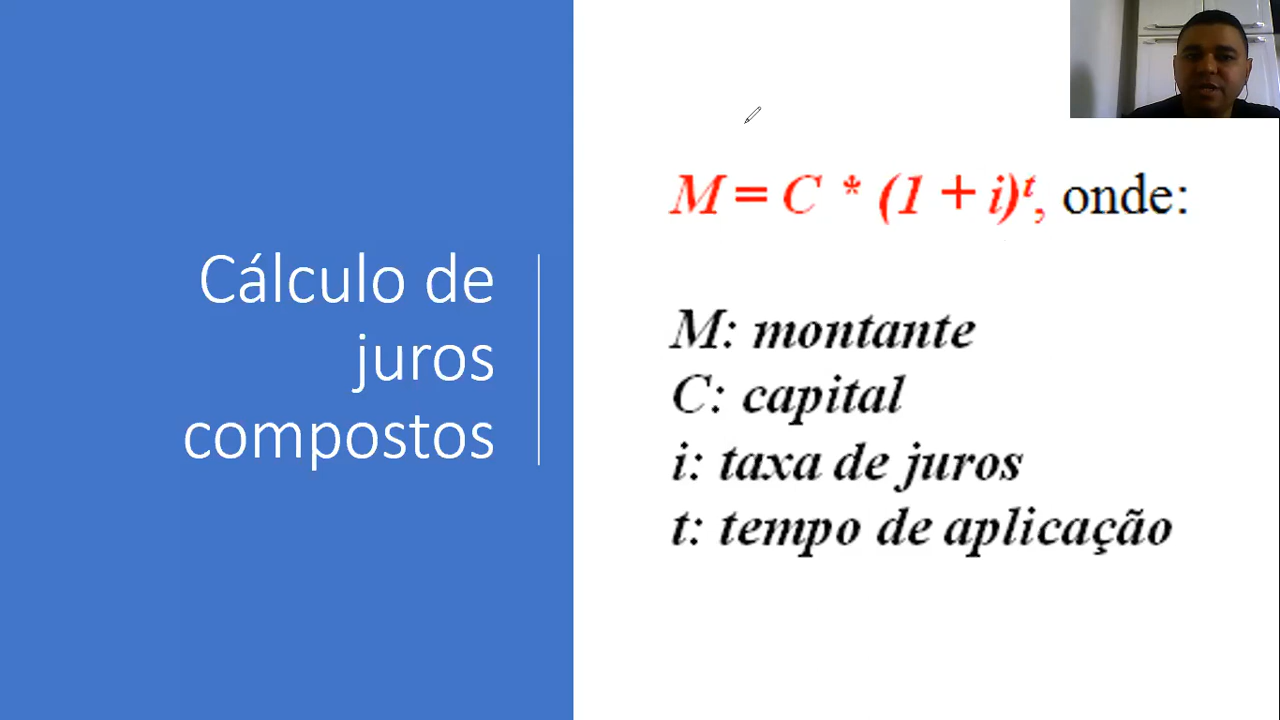 Cálculo de
juros
compostos
M = C * (1 + i)ᵗ, onde:
M: montante
C: capital
i: taxa de juros
t: tempo de aplicação